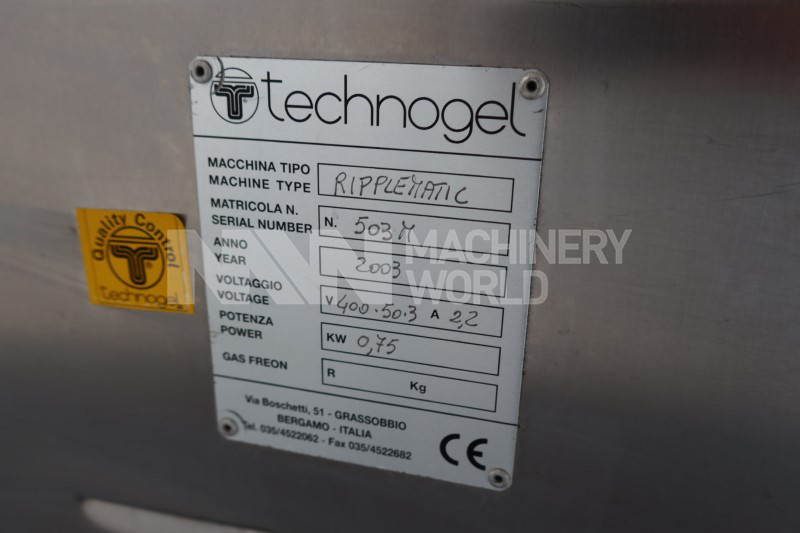 technogel
MACCHINA TIPO
MACHINE TYPE
RIPPLEMATIC
MATRICOLA N.
SERIAL NUMBER
N. 503M
ANNO
YEAR
2003
VOLTAGGIO
VOLTAGE
V 400·50·3 A 2,2
POTENZA
POWER
KW 0,75
GAS FREON
R Kg
Via Boschetti, 51 - GRASSOBBIO
BERGAMO - ITALIA
Tel. 035/4522062 - Fax 035/4522682
CE
Quality Control
technogel
MACHINERY
WORLD